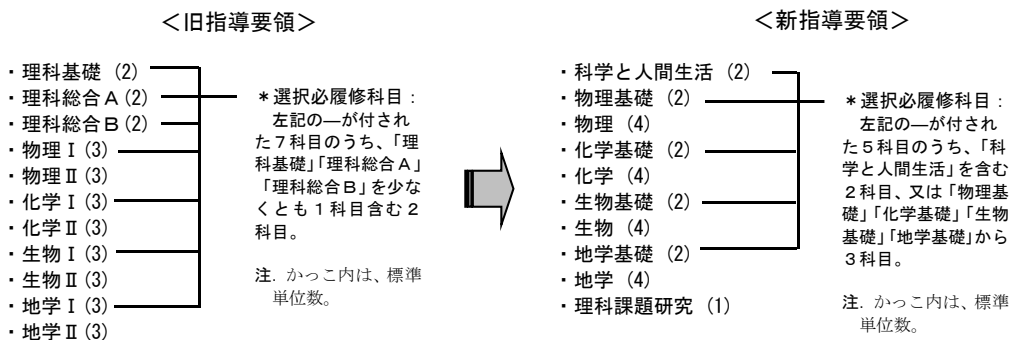 ＜旧指導要領＞
・理科基礎 (2)
・理科総合Ａ(2)
・理科総合Ｂ(2)
・物理Ⅰ(3)
・物理Ⅱ(3)
・化学Ⅰ(3)
・化学Ⅱ(3)
・生物Ⅰ(3)
・生物Ⅱ(3)
・地学Ⅰ(3)
・地学Ⅱ(3)
＊選択必履修科目：
左記の―が付され
た７科目のうち、「理
科基礎」「理科総合Ａ」
「理科総合Ｂ」を少な
くとも１科目含む２
科目。
注. かっこ内は、標準
単位数。
＜新指導要領＞
・科学と人間生活 (2)
・物理基礎 (2)
・物理 (4)
・化学基礎 (2)
・化学 (4)
・生物基礎 (2)
・生物 (4)
・地学基礎 (2)
・地学 (4)
・理科課題研究 (1)
＊選択必履修科目：
左記の―が付され
た５科目のうち、「科
学と人間生活」を含む
２科目、又は「物理基
礎」「化学基礎」「生物
基礎」「地学基礎」から
３科目。
注. かっこ内は、標準
単位数。